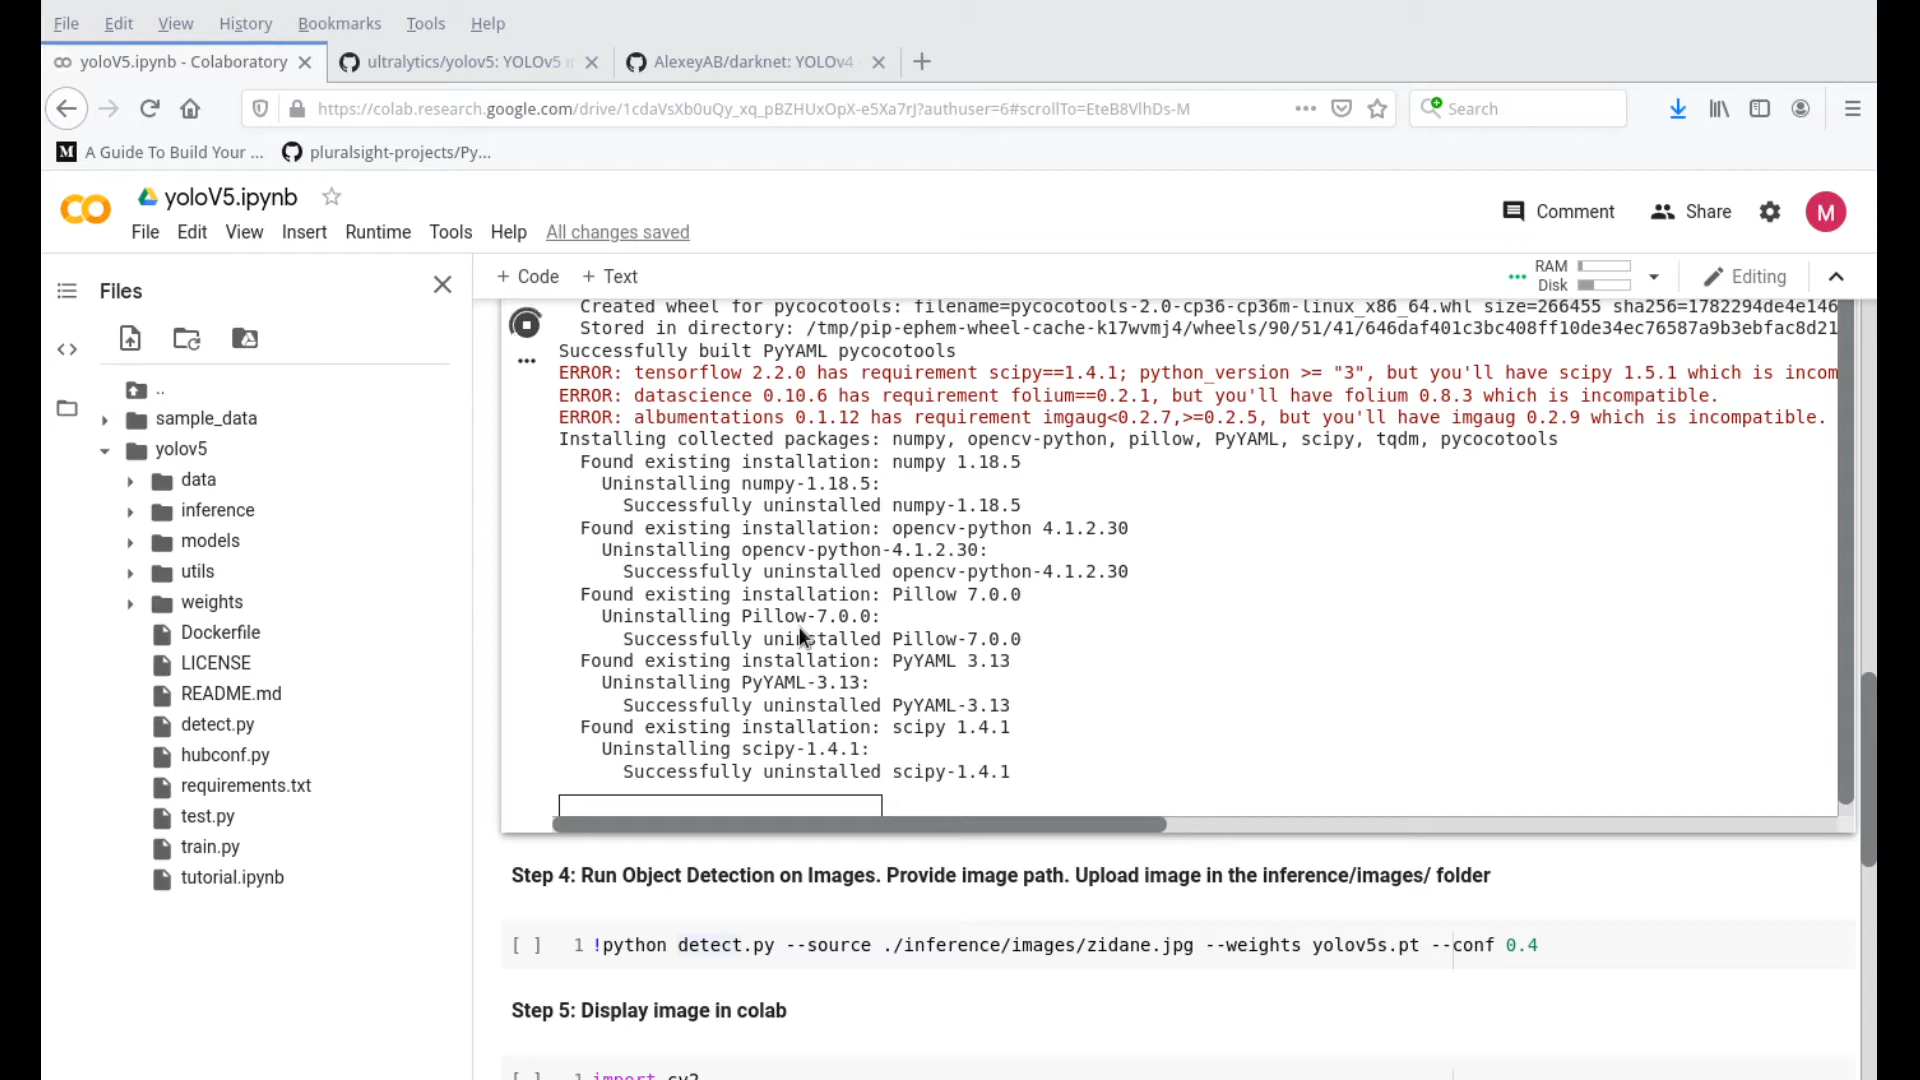 File Edit View History Bookmarks Tools Help
yoloV5.ipynb - Colaboratory
ultralytics/yolov5: YOLOv5
AlexeyAB/darknet: YOLOv4
https://colab.research.google.com/drive/1cdaVsXb0uQy_xq_pBZHUxOpX-e5Xa7rJ?authuser=6#scrollTo=EteB8VlhDs-M
Search
M A Guide To Build Your ... pluralsight-projects/Py...
yoloV5.ipynb
File Edit View Insert Runtime Tools Help All changes saved
Comment Share M
Files
..
sample_data
yolov5
data
inference
models
utils
weights
Dockerfile
LICENSE
README.md
detect.py
hubconf.py
requirements.txt
test.py
train.py
tutorial.ipynb
+ Code + Text
RAM
Disk
Editing
Created wheel for pycocotools: filename=pycocotools-2.0-cp36-cp36m-linux_x86_64.whl size=266455 sha256=1782294de4e146
Stored in directory: /tmp/pip-ephem-wheel-cache-k17wvmj4/wheels/90/51/41/646daf401c3bc408ff10de34ec76587a9b3ebfac8d21
Successfully built PyYAML pycocotools
ERROR: tensorflow 2.2.0 has requirement scipy==1.4.1; python_version >= "3", but you'll have scipy 1.5.1 which is incom
ERROR: datascience 0.10.6 has requirement folium==0.2.1, but you'll have folium 0.8.3 which is incompatible.
ERROR: albumentations 0.1.12 has requirement imgaug<0.2.7,>=0.2.5, but you'll have imgaug 0.2.9 which is incompatible.
Installing collected packages: numpy, opencv-python, pillow, PyYAML, scipy, tqdm, pycocotools
Found existing installation: numpy 1.18.5
Uninstalling numpy-1.18.5:
Successfully uninstalled numpy-1.18.5
Found existing installation: opencv-python 4.1.2.30
Uninstalling opencv-python-4.1.2.30:
Successfully uninstalled opencv-python-4.1.2.30
Found existing installation: Pillow 7.0.0
Uninstalling Pillow-7.0.0:
Successfully uninstalled Pillow-7.0.0
Found existing installation: PyYAML 3.13
Uninstalling PyYAML-3.13:
Successfully uninstalled PyYAML-3.13
Found existing installation: scipy 1.4.1
Uninstalling scipy-1.4.1:
Successfully uninstalled scipy-1.4.1
Step 4: Run Object Detection on Images. Provide image path. Upload image in the inference/images/ folder
[ ] 1 !python detect.py --source ./inference/images/zidane.jpg --weights yolov5s.pt --conf 0.4
Step 5: Display image in colab
[ ] 1 import cv2